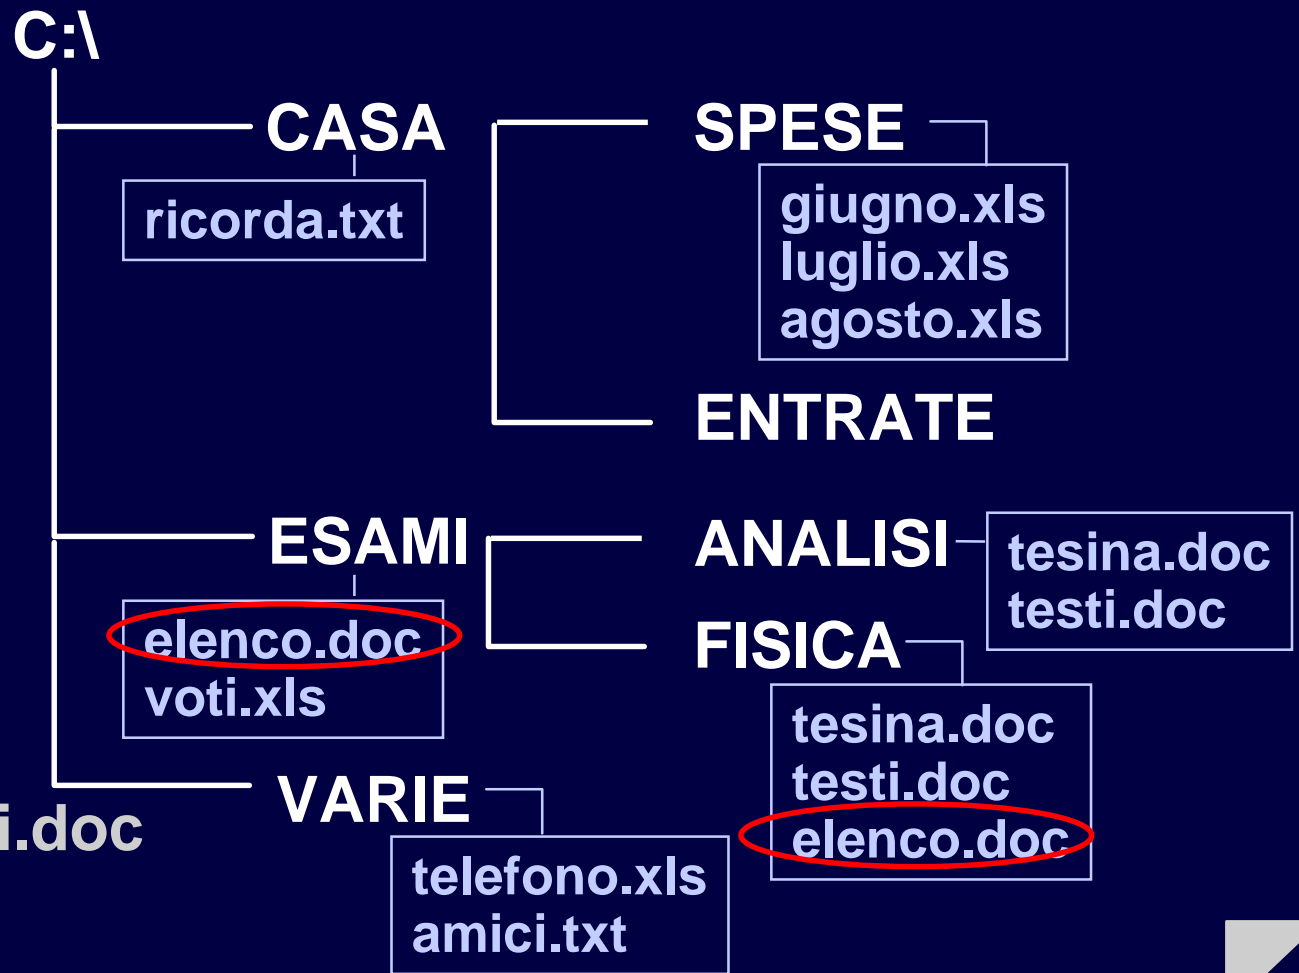 C:\
CASA
ricorda.txt
SPESE
giugno.xls
luglio.xls
agosto.xls
ENTRATE
ESAMI
elenco.doc
voti.xls
ANALISI
tesina.doc
testi.doc
FISICA
tesina.doc
testi.doc
elenco.doc
VARIE
telefono.xls
amici.txt
i.doc